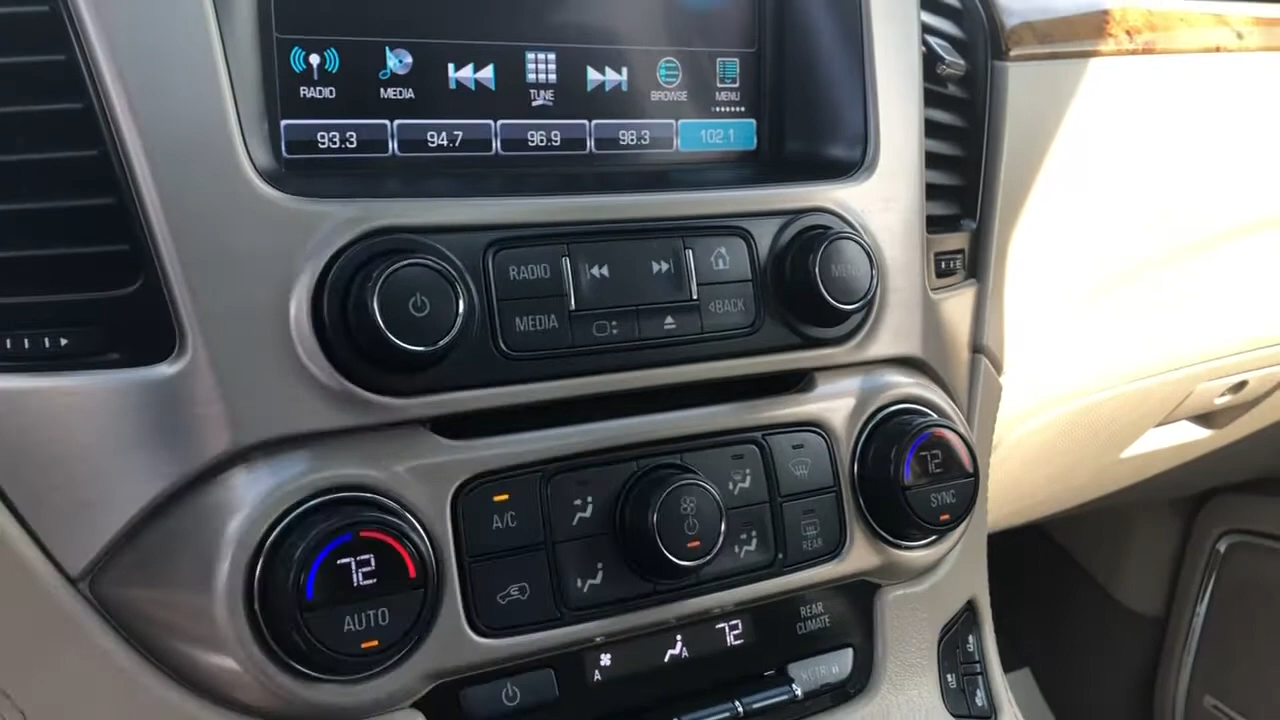 RADIO
MEDIA
TUNE
BROWSE
MENU
93.3
94.7
96.9
98.3
102.1
RADIO
MEDIA
BACK
MENU
72
AUTO
A/C
REAR
72
SYNC
REAR
CLIMATE
A
A
72